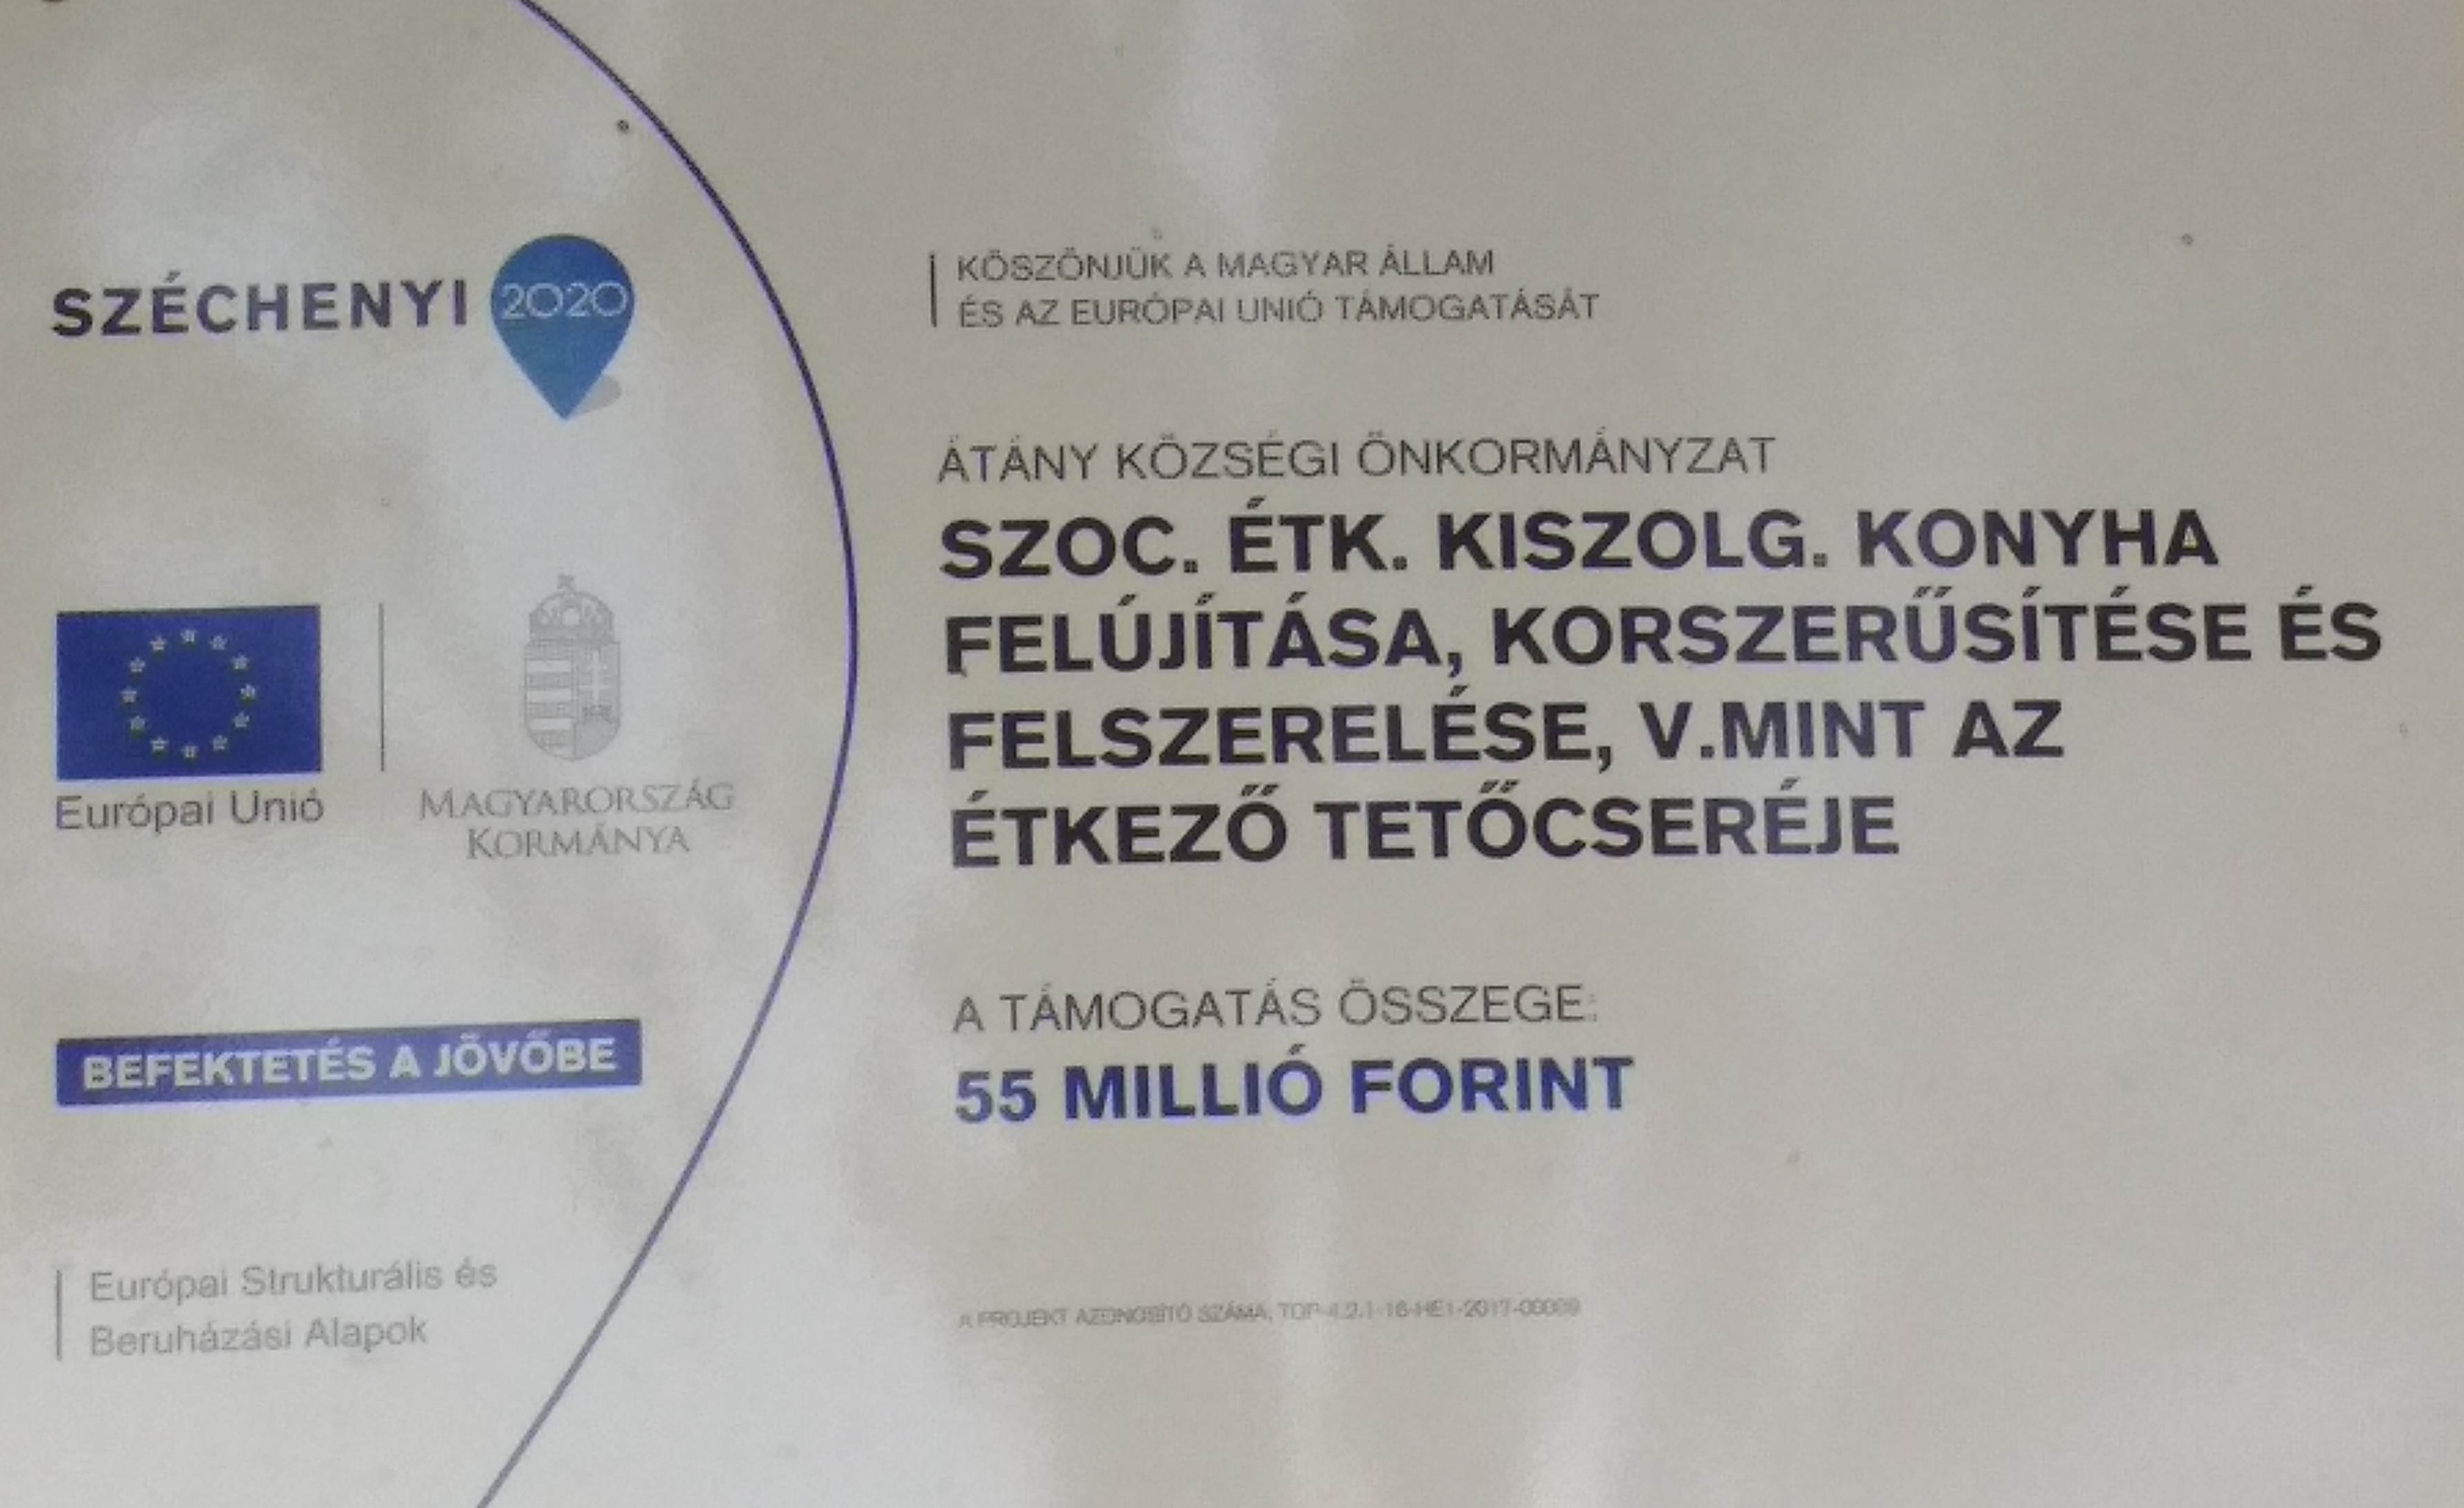 SZÉCHENYI 2020
Európai Unió
MAGYARORSZÁG
KORMÁNYA
BEFEKTETÉS A JÖVŐBE
Európai Strukturális és
Beruházási Alapok
KÖSZÖNJÜK A MAGYAR ÁLLAM
ÉS AZ EURÓPAI UNIÓ TÁMOGATÁSÁT
ÁTÁNY KÖZSÉGI ÖNKORMÁNYZAT
SZOC. ÉTK. KISZOLG. KONYHA
FELÚJÍTÁSA, KORSZERŰSÍTÉSE ÉS
FELSZERELÉSE, V.MINT AZ
ÉTKEZŐ TETŐCSERÉJE
A TÁMOGATÁS ÖSSZEGE:
55 MILLIÓ FORINT
A PROJEKT AZONOSÍTÓ SZÁMA: